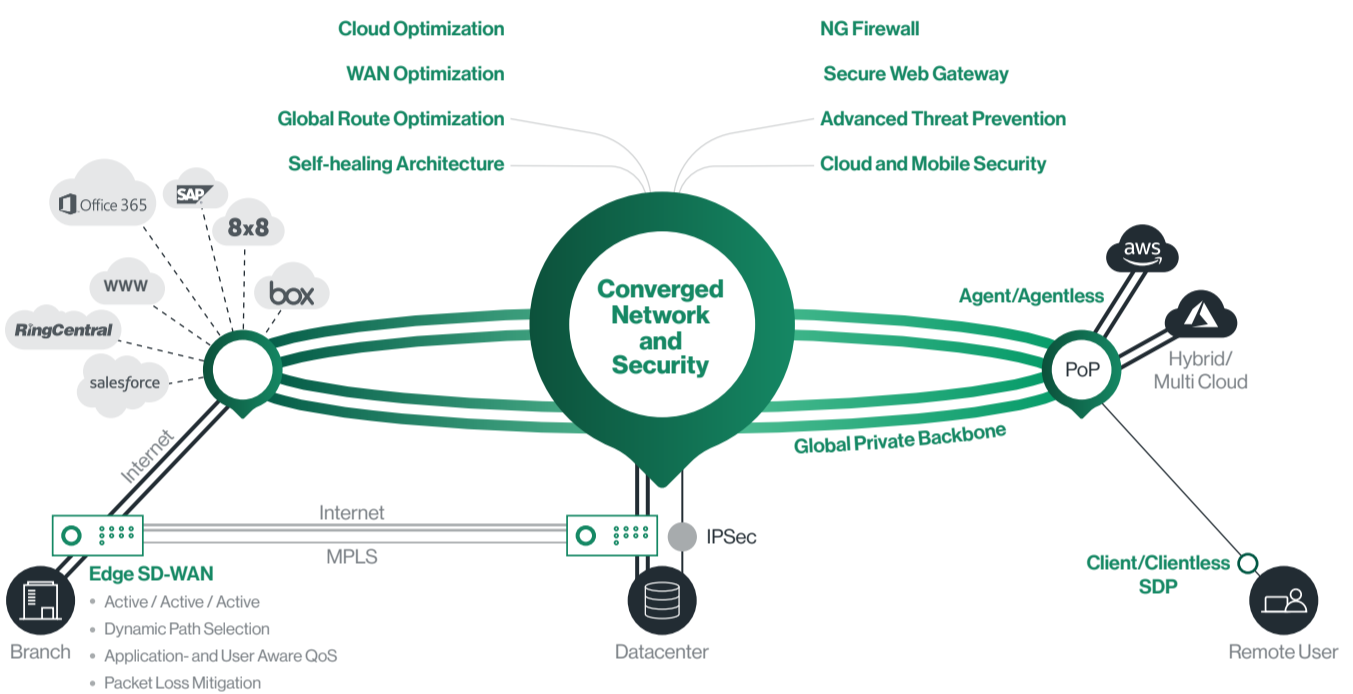 Cloud Optimization
WAN Optimization
Global Route Optimization
Self-healing Architecture
NG Firewall
Secure Web Gateway
Advanced Threat Prevention
Cloud and Mobile Security
Office 365
SAP
8x8
www
box
RingCentral
salesforce
Converged
Network
and
Security
aws
Agent/Agentless
PoP
Hybrid/
Multi Cloud
Global Private Backbone
Internet
Internet
MPLS
IPSec
Edge SD-WAN
• Active / Active / Active
• Dynamic Path Selection
• Application- and User Aware QoS
• Packet Loss Mitigation
Branch
Datacenter
Client/Clientless
SDP
Remote User